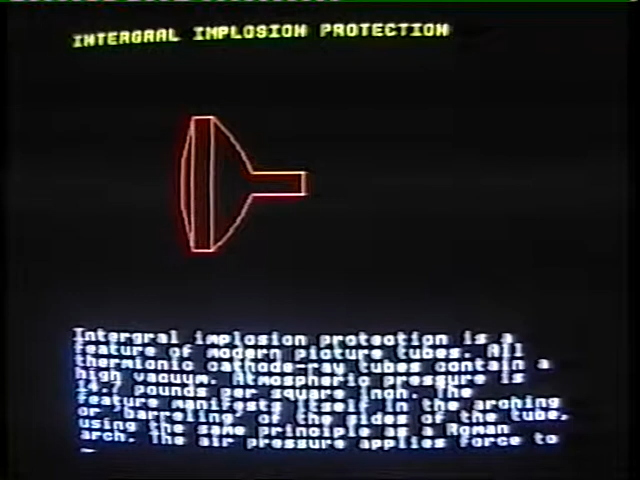 INTERGRAL IMPLOSION PROTECTION
Intergral implosion protection is a
feature of modern picture tubes. All
thermionic cathode-ray tubes contain a
high vacuum. Atmospheric pressure is
14.7 pounds per square inch. The
feature manifests itself in the arching
or "barreling" of the sides of the tube,
using the same principle as a Roman
arch. The air pressure applies force to